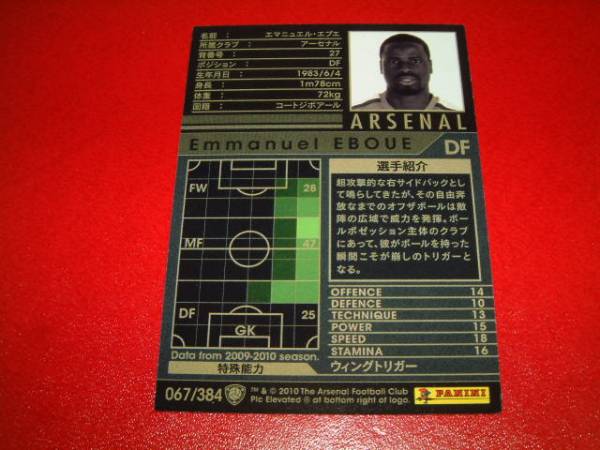 名前 : エマニュエル・エブエ
所属クラブ : アーセナル
背番号 : 27
ポジション : DF
生年月日 : 1983/6/4
身長 : 1m78cm
体重 : 72kg
国籍 : コートジボアール
ARSENAL
Emmanuel EBOUE DF
選手紹介
超攻撃的な右サイドバックとし
て鳴らしてきたが、その自由奔
放なまでのオフザボールは敵
陣の広域で威力を発揮。ボー
ルポゼッション主体のクラブ
にあって、彼がボールを持った
瞬間こそが崩しのトリガーと
なる。
FW 28
MF 47
DF 25
GK
Data from 2009-2010 season.
OFFENCE 14
DEFENCE 10
TECHNIQUE 13
POWER 15
SPEED 18
STAMINA 16
特殊能力 ウィングトリガー
067/384
™ & © 2010 The Arsenal Football Club
Plc Elevated ® at bottom right of logo.
PANINI